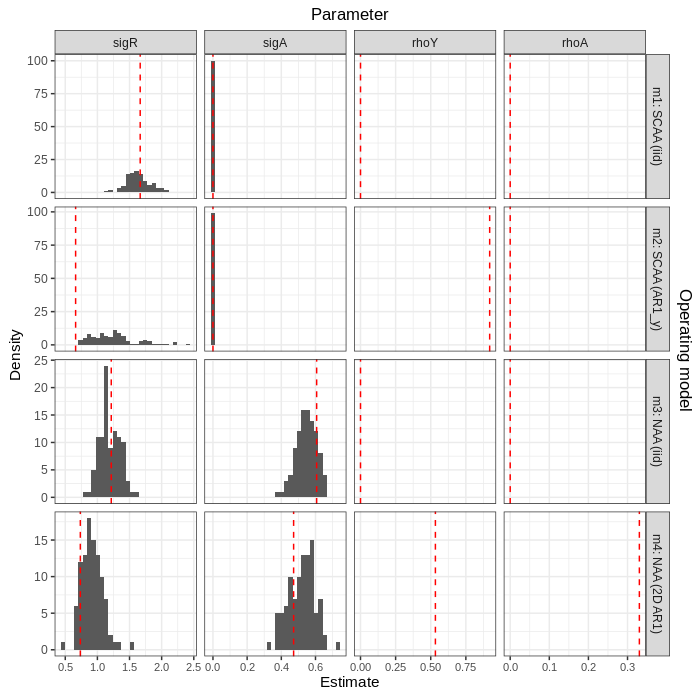 Parameter
sigR
sigA
rhoY
rhoA
100
75
50
25
0
m1: SCAA (iid)
100
75
50
25
0
m2: SCAA (AR1_y)
25
20
15
10
5
0
m3: NAA (iid)
15
10
5
0
m4: NAA (2D AR1)
Density
Operating model
0.5 1.0 1.5 2.0 2.5 0.0 0.2 0.4 0.6 0.00 0.25 0.50 0.75 0.0 0.1 0.2 0.3
Estimate